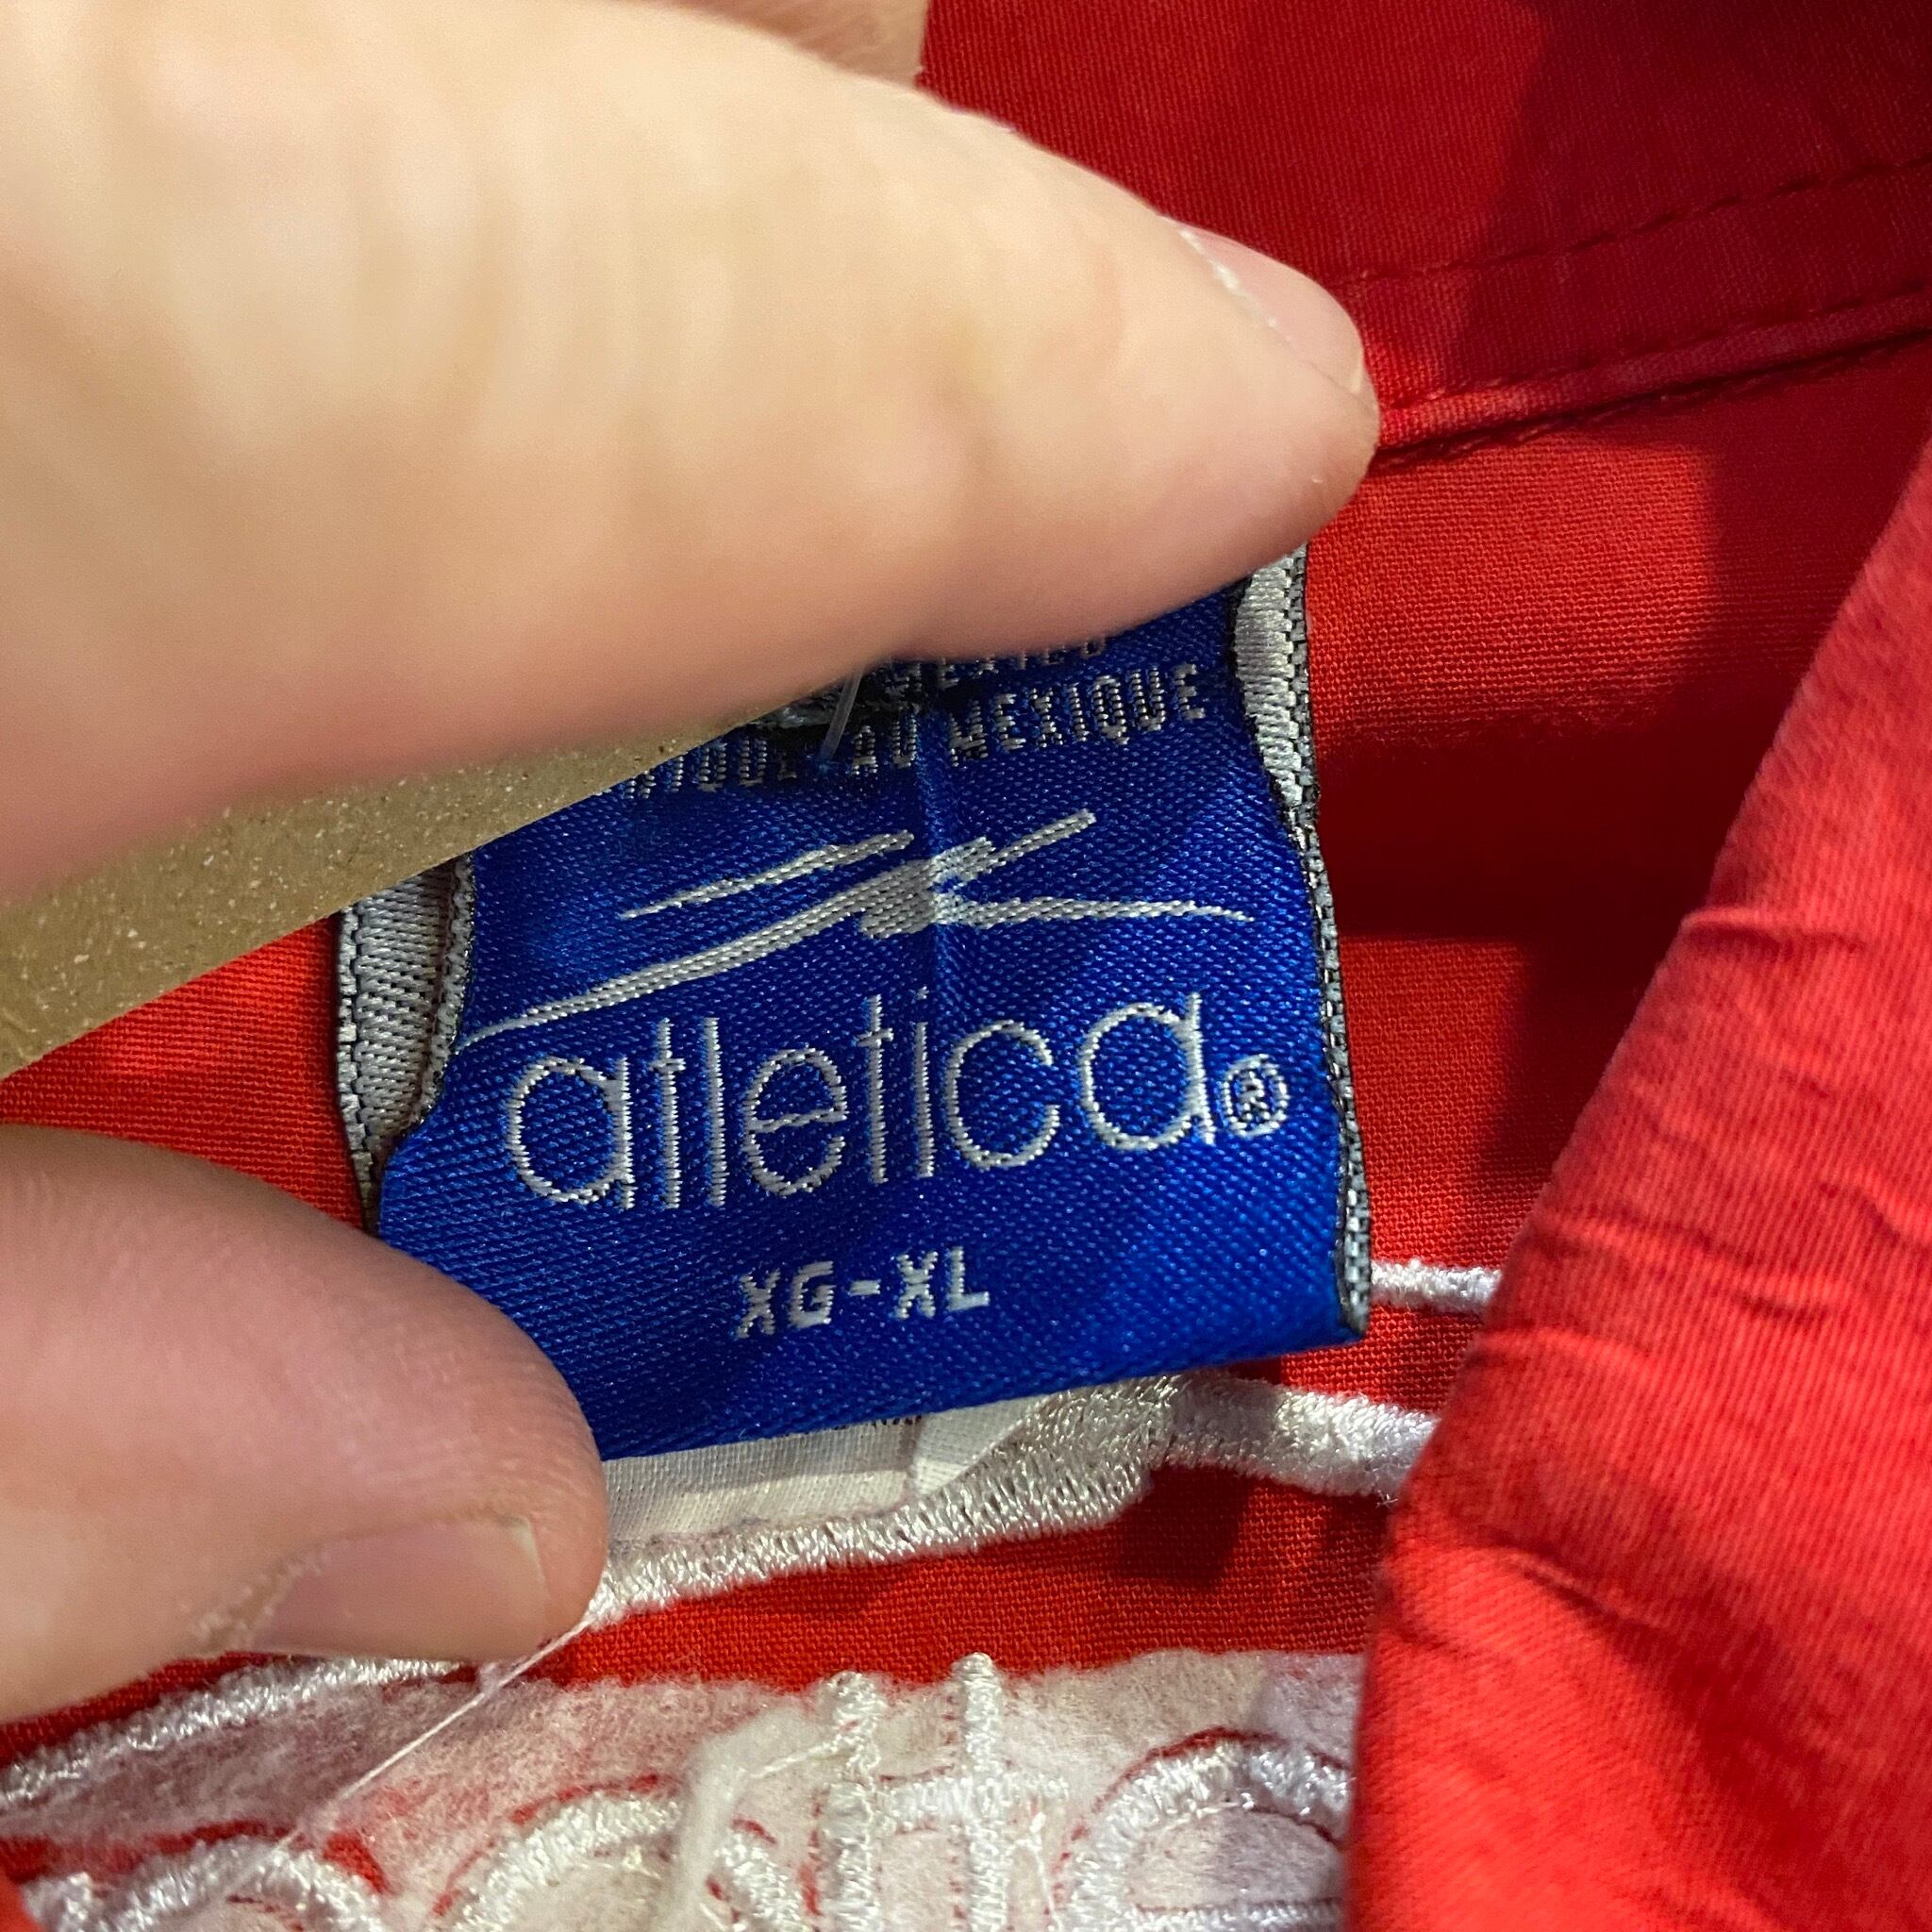 AU MEXIQUE
atletica®
XG-XL